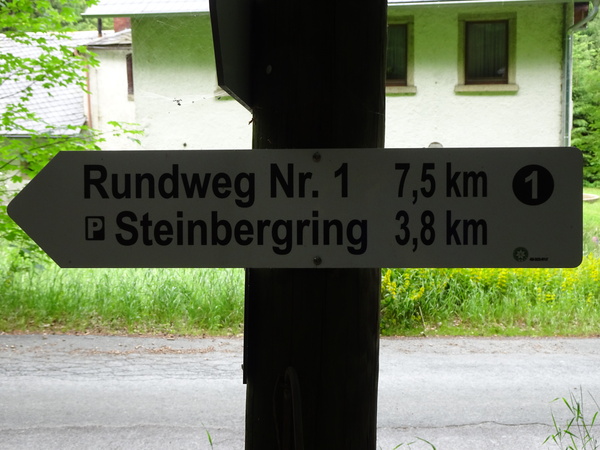 Rundweg Nr. 1 7,5 km 1
P Steinbergring 3,8 km